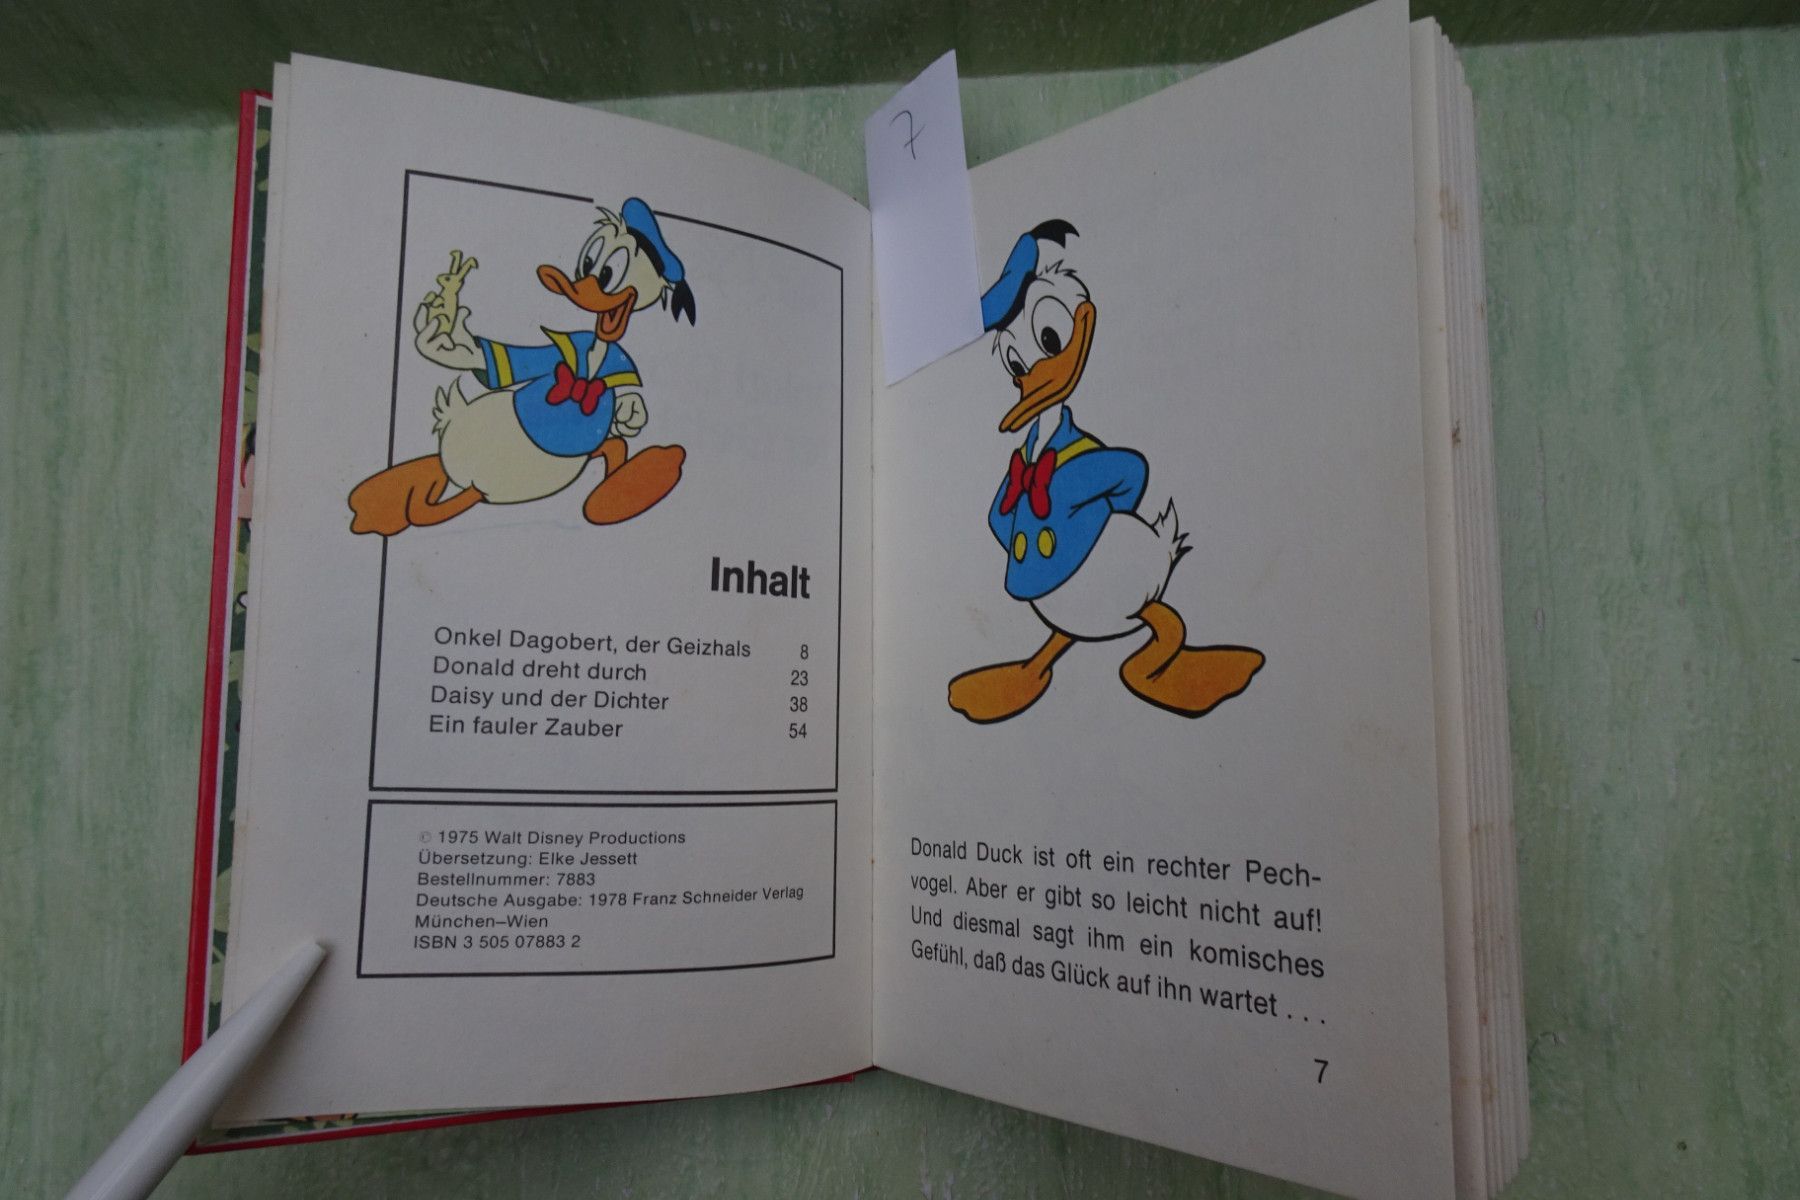 Inhalt
Onkel Dagobert, der Geizhals 8
Donald dreht durch 23
Daisy und der Dichter 38
Ein fauler Zauber 54
© 1975 Walt Disney Productions
Übersetzung: Elke Jessett
Bestellnummer: 7883
Deutsche Ausgabe: 1978 Franz Schneider Verlag
München–Wien
ISBN 3 505 07883 2
7
Donald Duck ist oft ein rechter Pech-
vogel. Aber er gibt so leicht nicht auf!
Und diesmal sagt ihm ein komisches
Gefühl, daß das Glück auf ihn wartet . . .
7